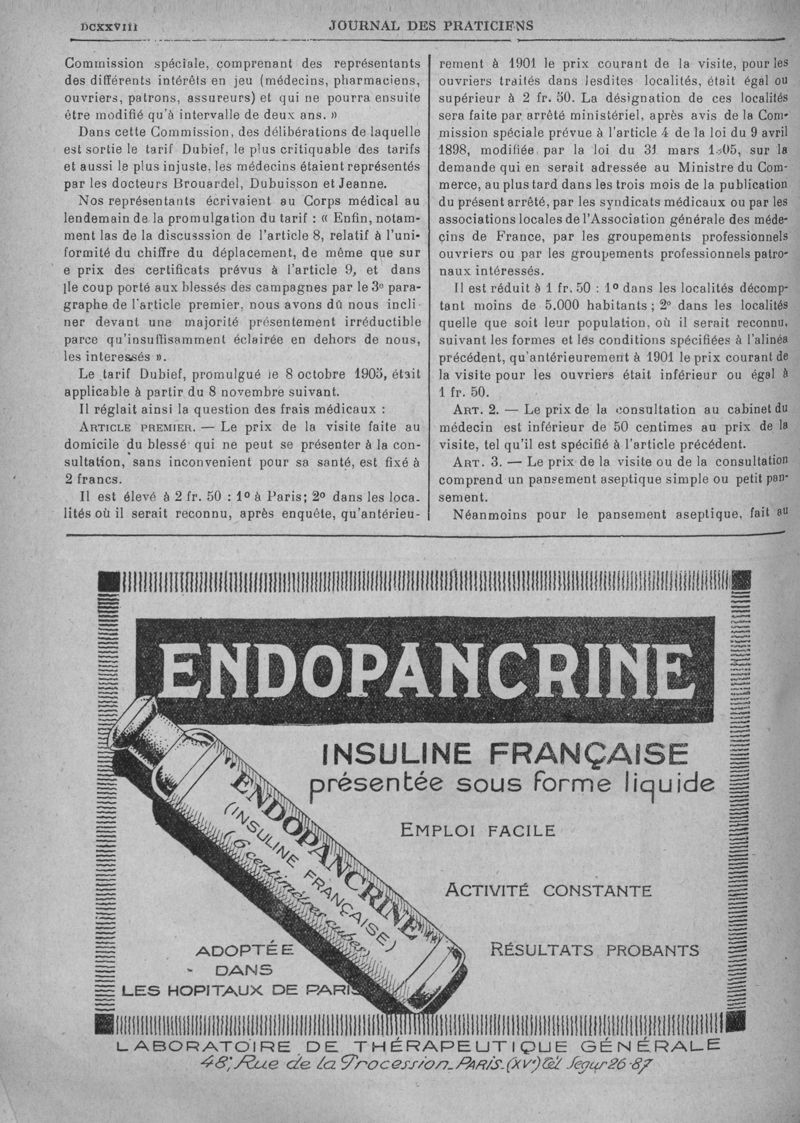 DCXXVIII
JOURNAL DES PRATICIENS
Commission spéciale, comprenant des représentants
des différents intérêts en jeu (médecins, pharmaciens,
ouvriers, patrons, assureurs) et qui ne pourra ensuite
être modifié qu'à intervalle de deux ans. »
Dans cette Commission, des délibérations de laquelle
est sortie le tarif Dubief, le plus critiquable des tarifs
et aussi le plus injuste, les médecins étaient représentés
par les docteurs Brouardel, Dubuisson et Jeanne.
Nos représentants écrivaient au Corps médical au
lendemain de la promulgation du tarif : « Enfin, notam-
ment las de la discusssion de l'article 8, relatif à l'uni-
formité du chiffre du déplacement, de même que sur
e prix des certificats prévus à l'article 9, et dans
lle coup porté aux blessés des campagnes par le 3e para-
graphe de l'article premier, nous avons dû nous incli
ner devant une majorité présentement irréductible
parce qu'insuffisamment éclairée en dehors de nous,
les interessés ».
Le tarif Dubief, promulgué le 8 octobre 1905, était
applicable à partir du 8 novembre suivant.
Il réglait ainsi la question des frais médicaux :
ARTICLE PREMIER. — Le prix de la visite faite au
domicile du blessé qui ne peut se présenter à la con-
sultation, sans inconvenient pour sa santé, est fixé à
2 francs.
Il est élevé à 2 fr. 50 : 1o à Paris; 2o dans les loca-
lités où il serait reconnu, après enquête, qu'antérieu-
rement à 1901 le prix courant de la visite, pour les
ouvriers traités dans lesdites localités, était égal ou
supérieur à 2 fr. 50. La désignation de ces localités
sera faite par arrêté ministériel, après avis de la Com-
mission spéciale prévue à l'article 4 de la loi du 9 avril
1898, modifiée par la loi du 31 mars 1905, sur la
demande qui en serait adressée au Ministre du Com-
merce, au plus tard dans les trois mois de la publication
du présent arrêté, par les syndicats médicaux ou par les
associations locales de l'Association générale des méde-
çins de France, par les groupements professionnels
ouvriers ou par les groupements professionnels patro-
naux intéressés.
Il est réduit à 1 fr. 50 : 1o dans les localités décomp-
tant moins de 5.000 habitants ; 2o dans les localités
quelle que soit leur population, où il serait reconnu,
suivant les formes et les conditions spécifiées à l'alinéa
précédent, qu'antérieurement à 1901 le prix courant de
la visite pour les ouvriers était inférieur ou égal à
1 fr. 50.
ART. 2. — Le prix de la consultation au cabinet du
médecin est inférieur de 50 centimes au prix de la
visite, tel qu'il est spécifié à l'article précédent.
ART. 3. — Le prix de la visite ou de la consultation
comprend un pansement aseptique simple ou petit pan-
sement.
Néanmoins pour le pansement aseptique, fait au
ENDOPANCRINE
INSULINE FRANÇAISE
présentée sous forme liquide
EMPLOI FACILE
ACTIVITÉ CONSTANTE
RÉSULTATS PROBANTS
"ENDOPANCRINE"
(INSULINE FRANÇAISE)
(6 centimètres cubes)
ADOPTÉE
DANS
LES HOPITAUX DE PARIS
LABORATOIRE DE THÉRAPEUTIQUE GÉNÉRALE
48, Rue de la Procession_PARIS_(XVe) Tél. Segur 26-87